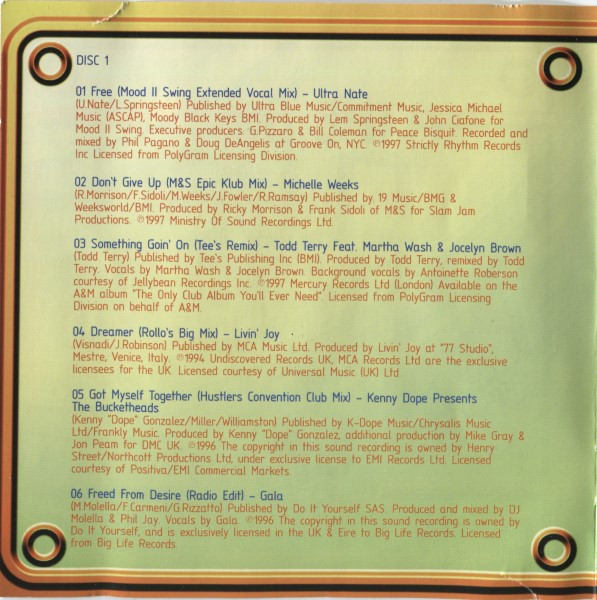 DISC 1
01 Free (Mood II Swing Extended Vocal Mix) – Ultra Nate
(U.Nate/L.Springsteen) Published by Ultra Blue Music/Commitment Music, Jessica Michael
Music (ASCAP), Moody Black Keys BMI. Produced by Lem Springsteen & John Ciafone for
Mood II Swing. Executive producers: G.Pizzaro & Bill Coleman for Peace Bisquit. Recorded and
mixed by Phil Pagano & Doug DeAngelis at Groove On, NYC. ℗1997 Strictly Rhythm Records
Inc Licensed from PolyGram Licensing Division.
02 Don't Give Up (M&S Epic Klub Mix) – Michelle Weeks
(R.Morrison/F.Sidoli/M.Weeks/J.Fowler/R.Ramsay) Published by. 19 Music/BMG &
Weeksworld/BMI. Produced by Ricky Morrison & Frank Sidoli of M&S for Slam Jam
Productions. ℗1997 Ministry Of Sound Recordings Ltd.
03 Something Goin' On (Tee's Remix) – Todd Terry Feat. Martha Wash & Jocelyn Brown
(Todd Terry) Published by Tee's Publishing Inc (BMI). Produced by Todd Terry, remixed by Todd
Terry. Vocals by Martha Wash & Jocelyn Brown. Background vocals by Antoinette Roberson
courtesy of Jellybean Recordings Inc. ℗1997 Mercury Records Ltd (London) Available on the
A&M album "The Only Club Album You'll Ever Need". Licensed from PolyGram Licensing
Division on behalf of A&M.
04 Dreamer (Rollo's Big Mix) – Livin' Joy
(Visnadi/J.Robinson) Published by MCA Music Ltd. Produced by Livin' Joy at "77 Studio",
Mestre, Venice, Italy. ℗1994 Undiscovered Records UK, MCA Records Ltd are the exclusive
licensees for the UK. Licensed courtesy of Universal Music (UK) Ltd
05 Got Myself Together (Hustlers Convention Club Mix) – Kenny Dope Presents
The Bucketheads
(Kenny "Dope" Gonzalez/Miller/Williamston) Published by K-Dope Music/Chrysalis Music
Ltd/Frankly Music. Produced by Kenny "Dope" Gonzalez, additional production by Mike Gray &
Jon Peam for DMC UK. ℗1996 The copyright in this sound recording is owned by Henry
Street/Northcott Productions Ltd, under exclusive license to EMI Records Ltd. Licensed
courtesy of Positiva/EMI Commercial Markets.
06 Freed From Desire (Radio Edit) – Gala
(M.Molella/F.Carmeni/G.Rizzatto) Published by Do It Yourself SAS. Produced and mixed by DJ
Molella & Phil Jay. Vocals by Gala. ℗1996 The copyright in this sound recording is owned by
Do It Yourself, and is exclusively licensed in the UK & Eire to Big Life Records. Licensed
from Big Life Records.